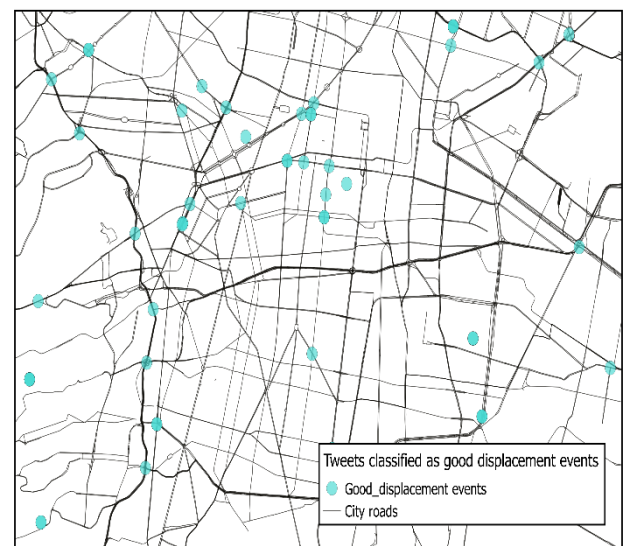 Tweets classified as good displacement events
Good_displacement events
City roads